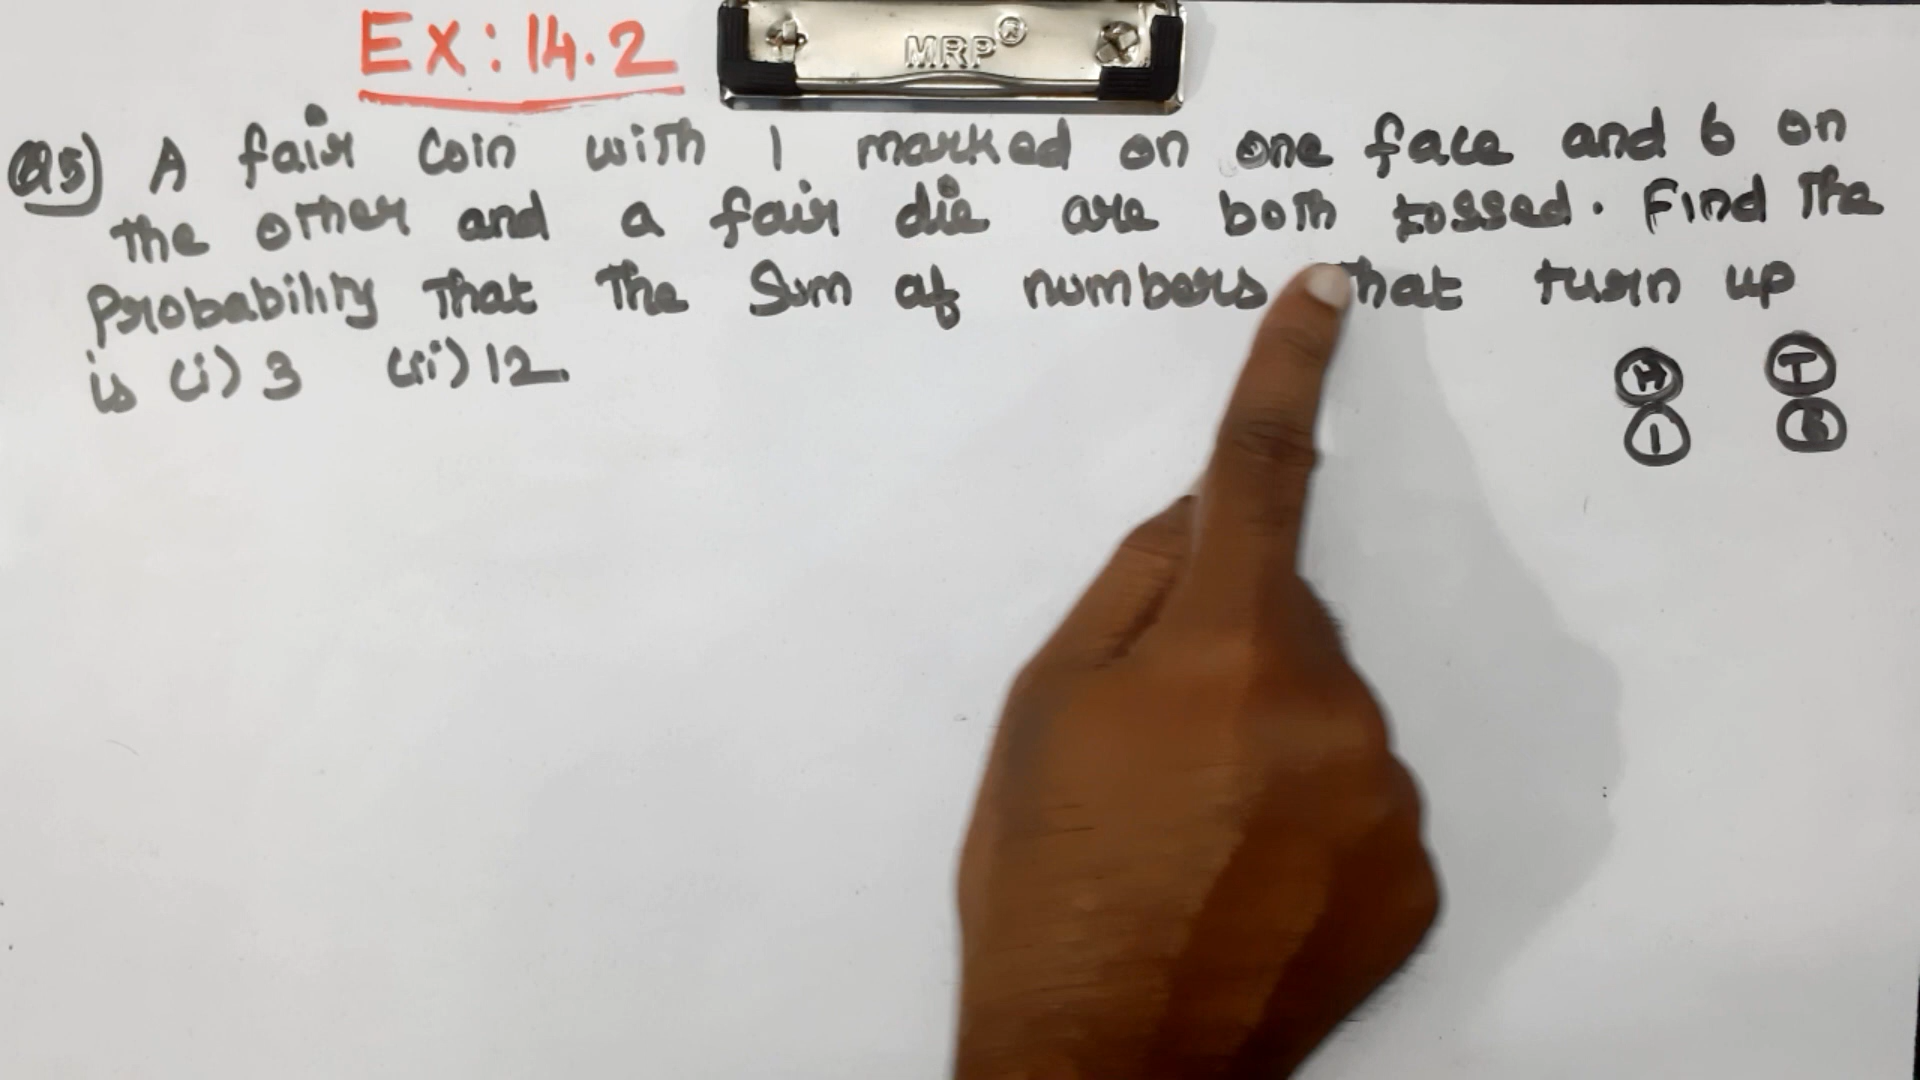 Ex: 14.2
MRP®
Q5) A fair coin with 1 marked on one face and 6 on
the other and a fair die are both tossed. Find the
Probability that the sum of numbers that turn up
is (i) 3 (ii) 12.
H T
1 6